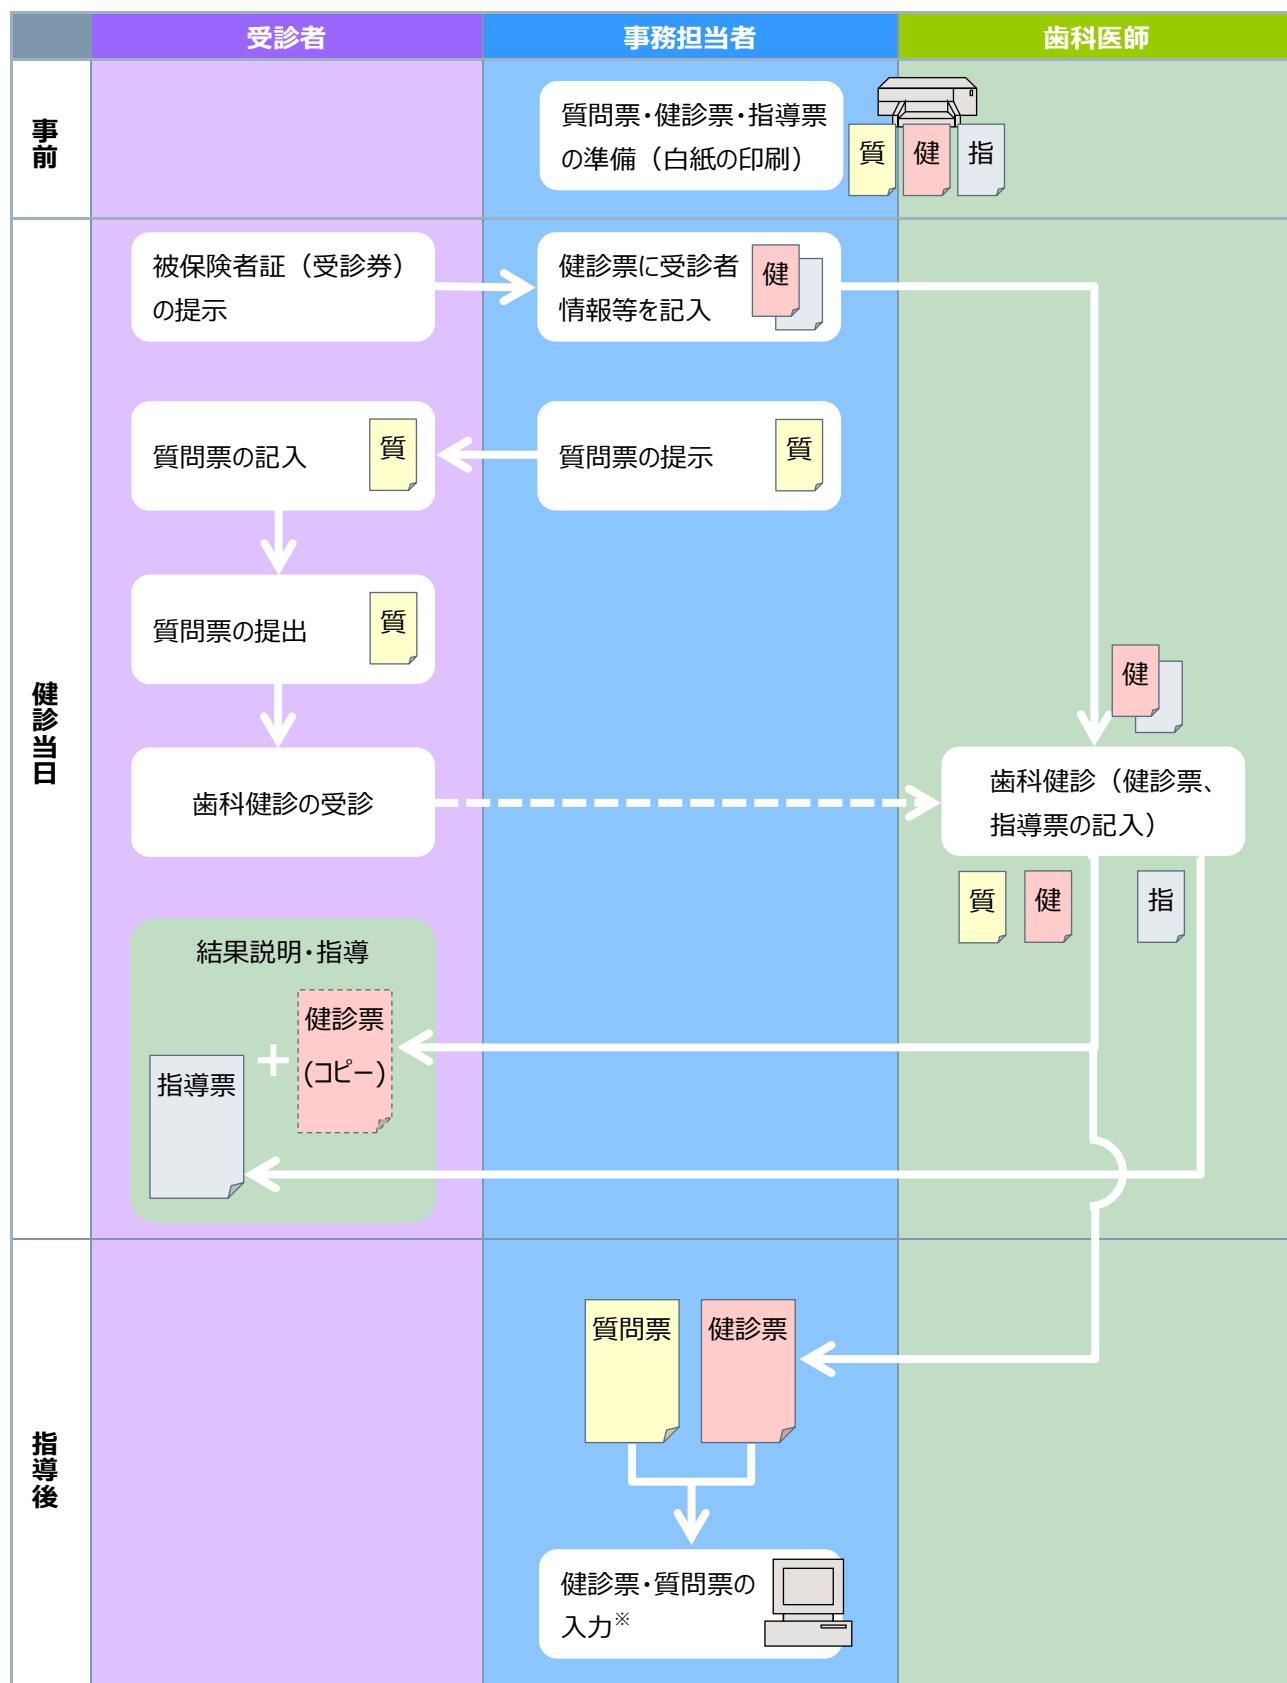 受診者
事務担当者
歯科医師
事前
質問票・健診票・指導票
の準備（白紙の印刷）
質
健
指
健診当日
被保険者証（受診券）
の提示
健診票に受診者
情報等を記入
健
質問票の記入
質
質問票の提示
質
質問票の提出
質
健
歯科健診の受診
歯科健診（健診票、
指導票の記入）
質
健
指
結果説明・指導
健診票
(コピー)
+
指導票
指導後
質問票
健診票
健診票・質問票の
入力※